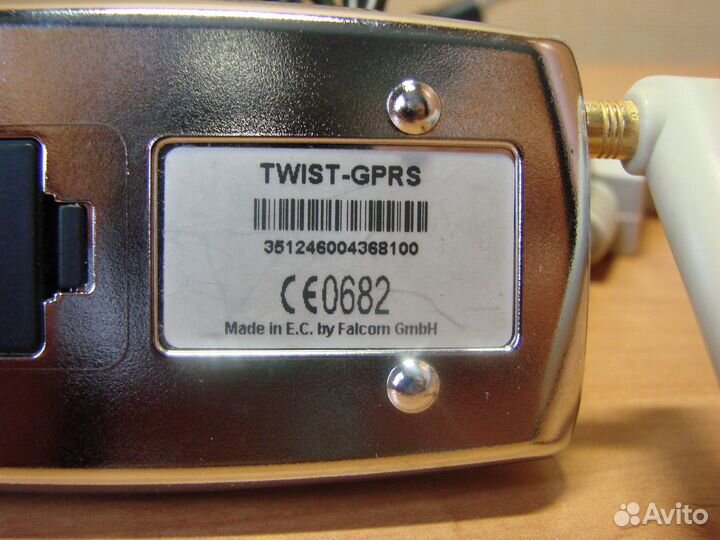 TWIST-GPRS
351246004368100
CE0682
Made in E.C. by Falcom GmbH
Avito